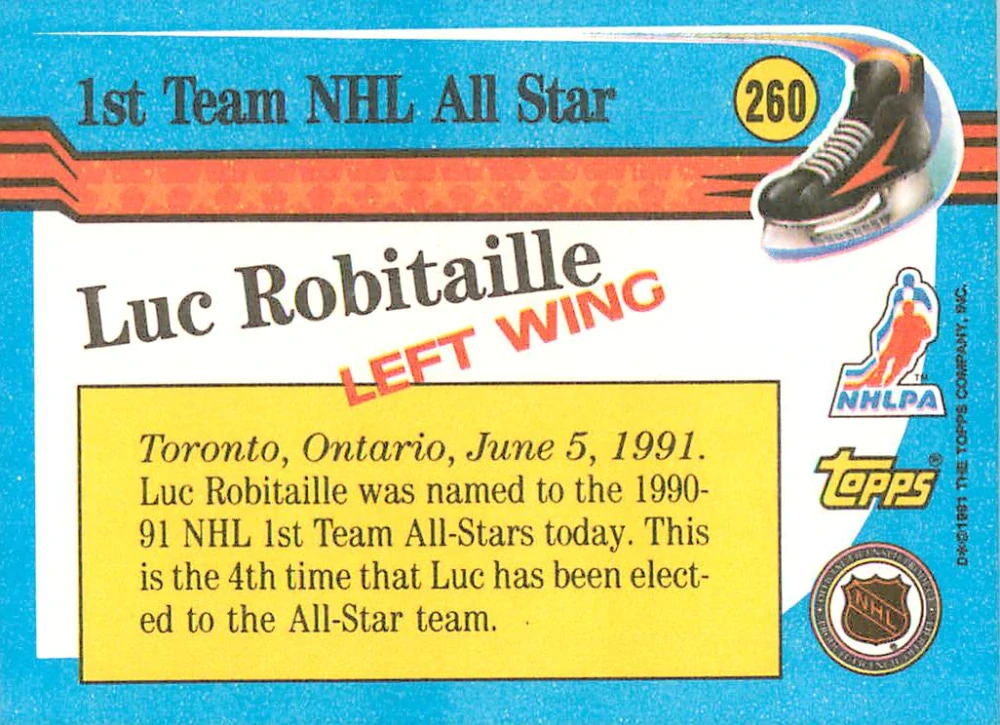 1st Team NHL All Star
260
Luc Robitaille
LEFT WING
Toronto, Ontario, June 5, 1991.
Luc Robitaille was named to the 1990-
91 NHL 1st Team All-Stars today. This
is the 4th time that Luc has been elect-
ed to the All-Star team.
TM
NHLPA
topps®
NHL
D✻©1991 THE TOPPS COMPANY, INC.